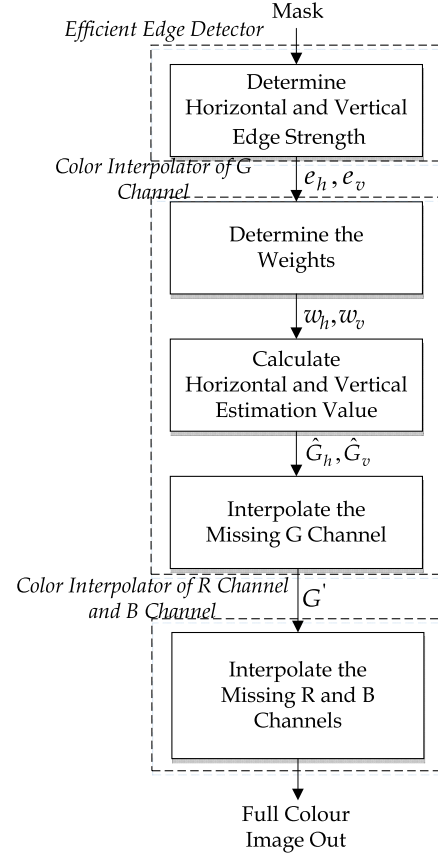 Mask
Efficient Edge Detector
Determine
Horizontal and Vertical
Edge Strength
Color Interpolator of G
Channel
e_h, e_v
Determine the
Weights
w_h, w_v
Calculate
Horizontal and Vertical
Estimation Value
Ĝ_h, Ĝ_v
Interpolate the
Missing G Channel
Color Interpolator of R Channel
and B Channel
G'
Interpolate the
Missing R and B
Channels
Full Colour
Image Out